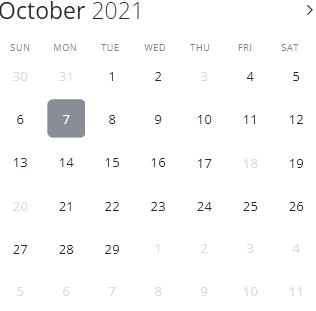 October 2021
SUN MON TUE WED THU FRI SAT
30 31 1 2 3 4 5
6 7 8 9 10 11 12
13 14 15 16 17 18 19
20 21 22 23 24 25 26
27 28 29 1 2 3 4
5 6 7 8 9 10 11